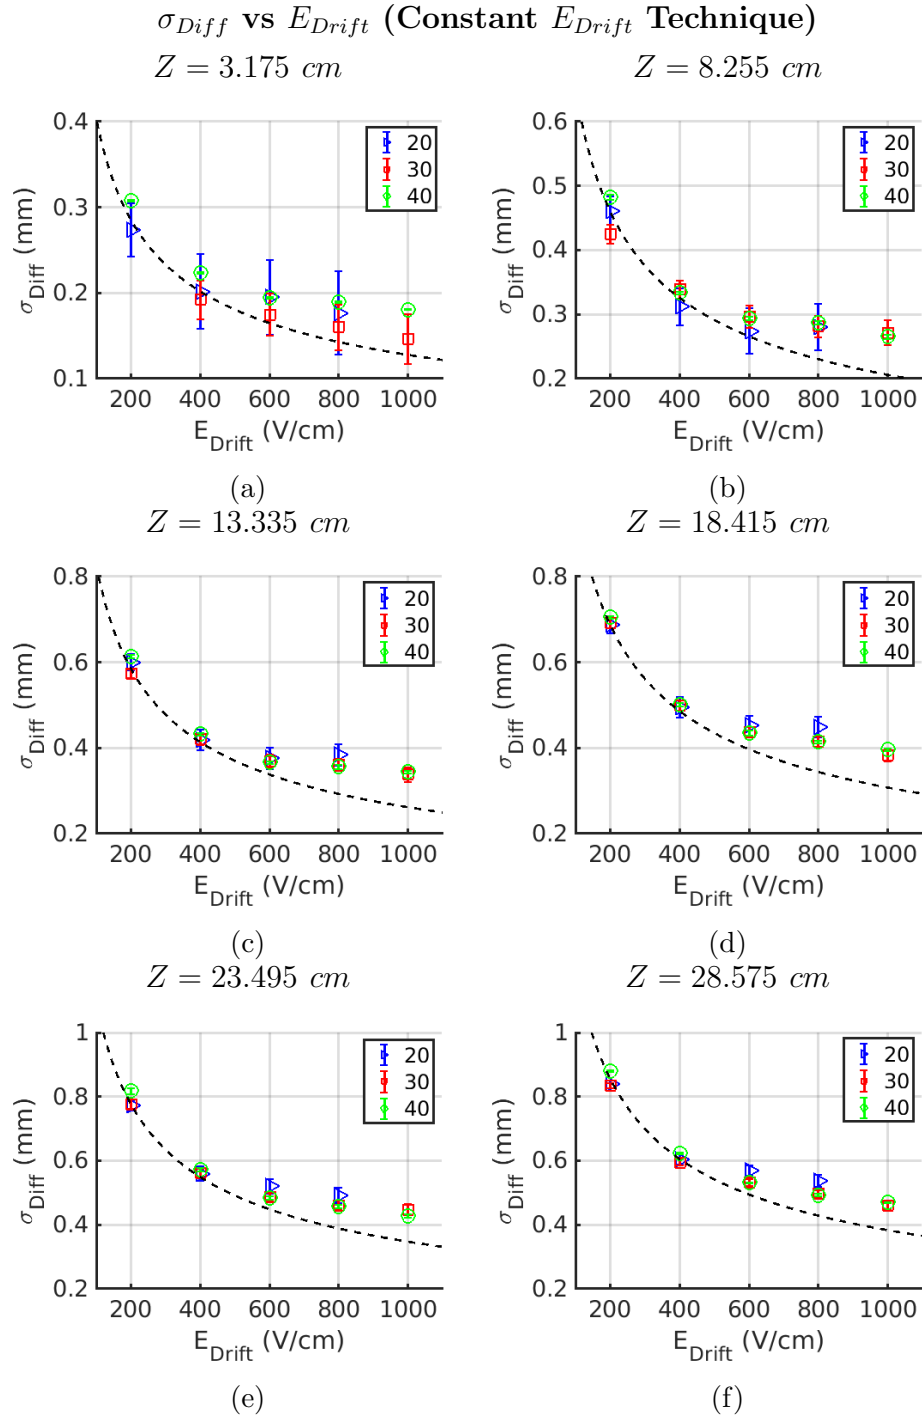 σ_Diff vs E_Drift (Constant E_Drift Technique)
Z = 3.175 cm
Z = 8.255 cm
0.4
0.3
0.2
0.1
σ_Diff (mm)
20
30
40
200 400 600 800 1000
E_Drift (V/cm)
(a)
0.6
0.5
0.4
0.3
0.2
σ_Diff (mm)
20
30
40
200 400 600 800 1000
E_Drift (V/cm)
(b)
Z = 13.335 cm
Z = 18.415 cm
0.8
0.6
0.4
0.2
σ_Diff (mm)
20
30
40
200 400 600 800 1000
E_Drift (V/cm)
(c)
0.8
0.6
0.4
0.2
σ_Diff (mm)
20
30
40
200 400 600 800 1000
E_Drift (V/cm)
(d)
Z = 23.495 cm
Z = 28.575 cm
1
0.8
0.6
0.4
0.2
σ_Diff (mm)
20
30
40
200 400 600 800 1000
E_Drift (V/cm)
(e)
1
0.8
0.6
0.4
0.2
σ_Diff (mm)
20
30
40
200 400 600 800 1000
E_Drift (V/cm)
(f)